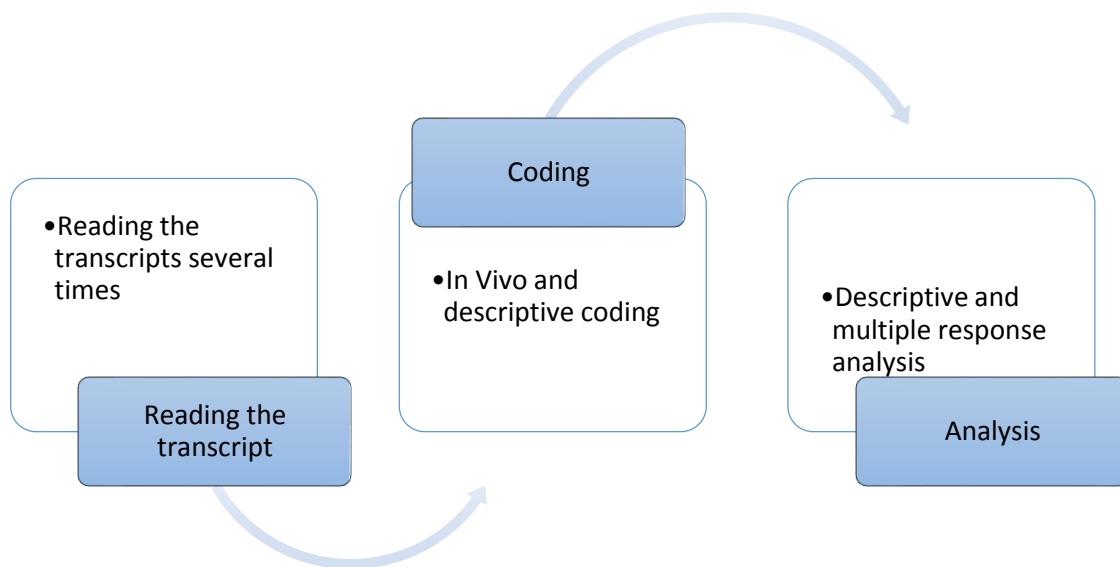 •Reading the
transcripts several
times
Reading the
transcript
Coding
•In Vivo and
descriptive coding
•Descriptive and
multiple response
analysis
Analysis